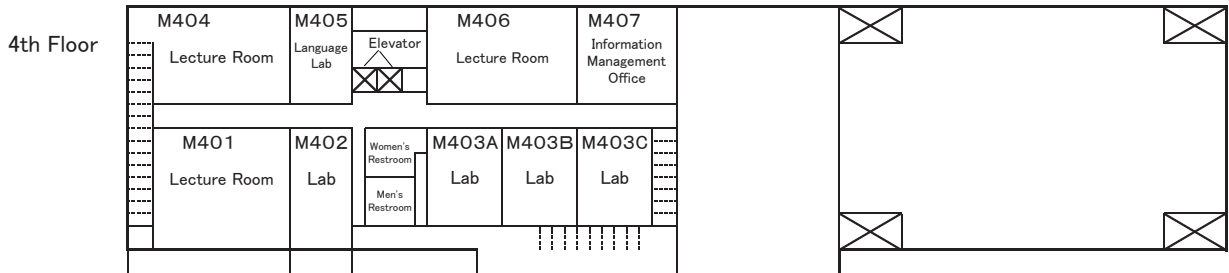 4th Floor
M404
Lecture Room
M405
Language
Lab
Elevator
M406
Lecture Room
M407
Information
Management
Office
M401
Lecture Room
M402
Lab
Women's
Restroom
Men's
Restroom
M403A
Lab
M403B
Lab
M403C
Lab